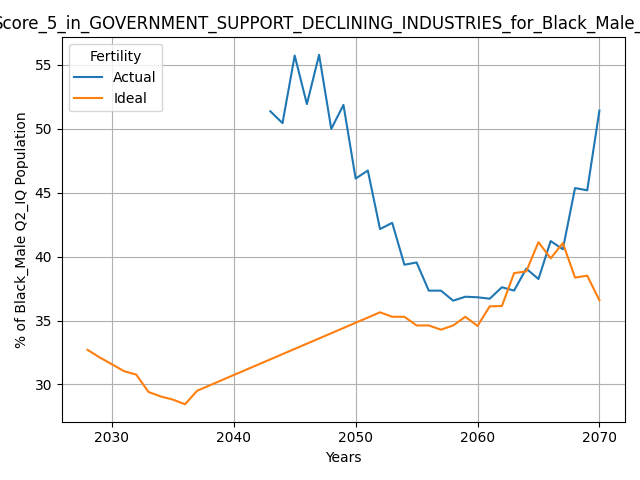 Score_5_in_GOVERNMENT_SUPPORT_DECLINING_INDUSTRIES_for_Black_Male_
Fertility
Actual
Ideal
% of Black_Male Q2_IQ Population
55
50
45
40
35
30
2030
2040
2050
2060
2070
Years